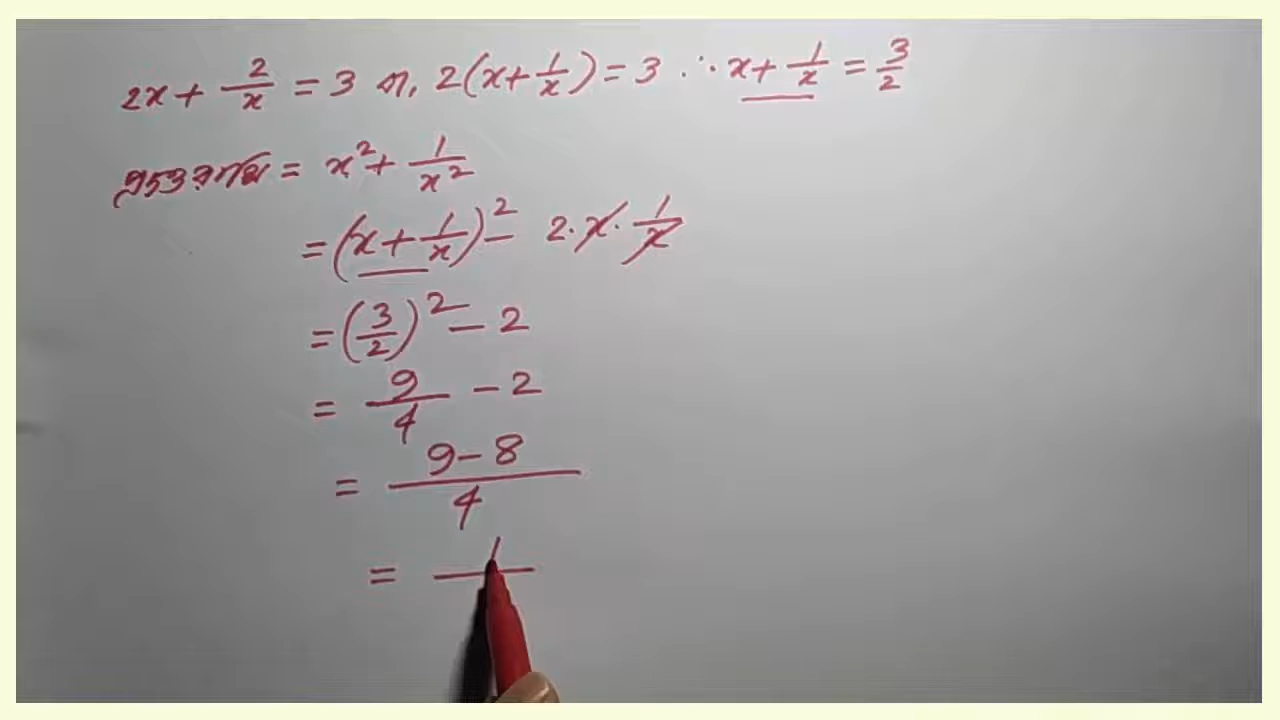 2x + 2/x = 3 বা, 2(x + 1/x) = 3 ∴ x + 1/x = 3/2
প্রদত্ত রাশি = x² + 1/x²
= (x + 1/x)² - 2·x·1/x
= (3/2)² - 2
= 9/4 - 2
= 9-8/4
= 1/